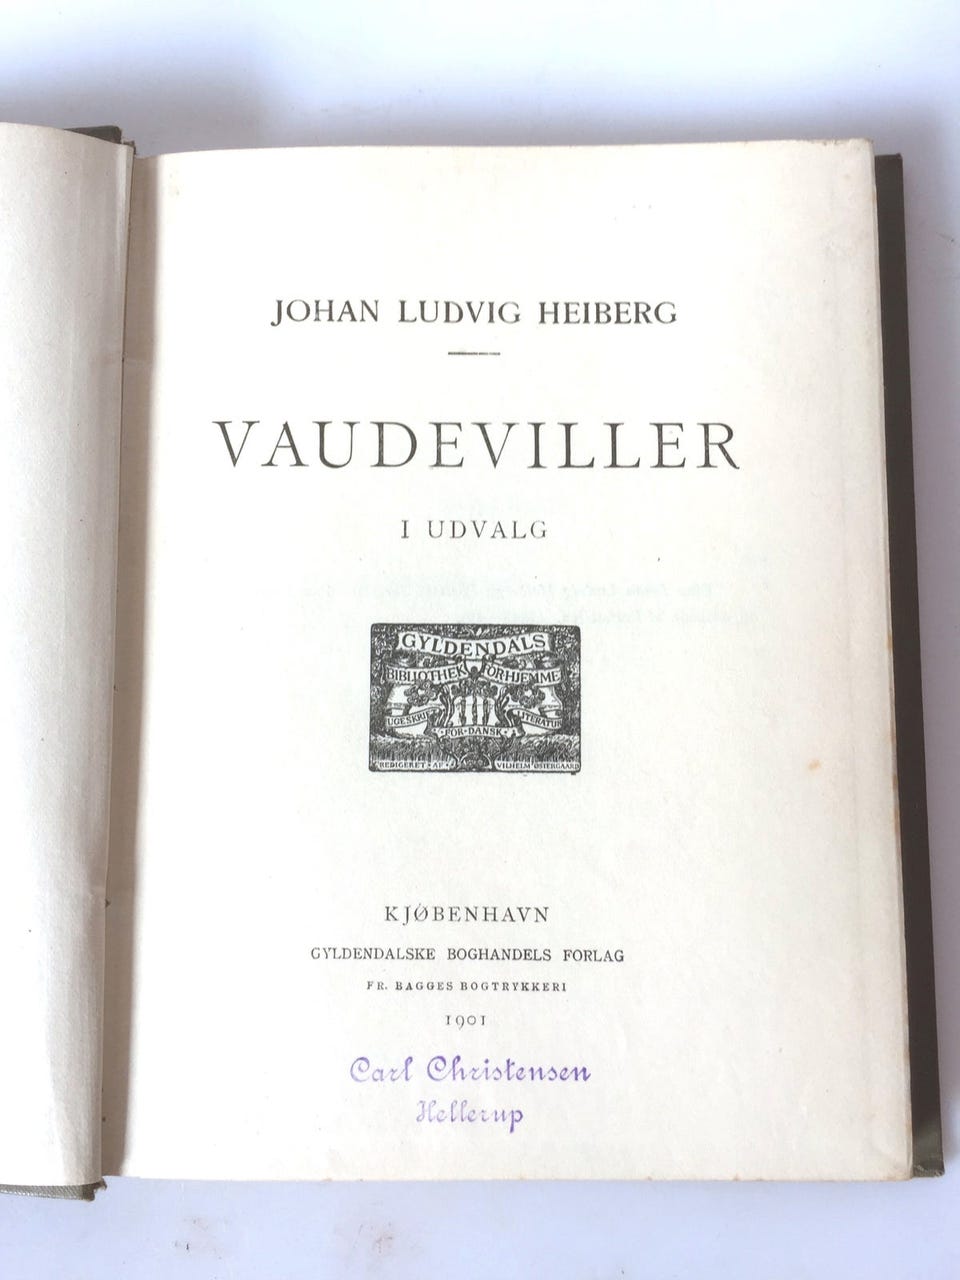 JOHAN LUDVIG HEIBERG
VAUDEVILLER
I UDVALG
GYLDENDALS
BIBLIOTHEK FOR HJEMME
UGESKRIFT LITERATUR
FOR DANSK
REDIGERET AF VILHELM ØSTERGAARD
KJØBENHAVN
GYLDENDALSKE BOGHANDELS FORLAG
FR. BAGGES BOGTRYKKERI
1901
Carl Christensen
Hellerup